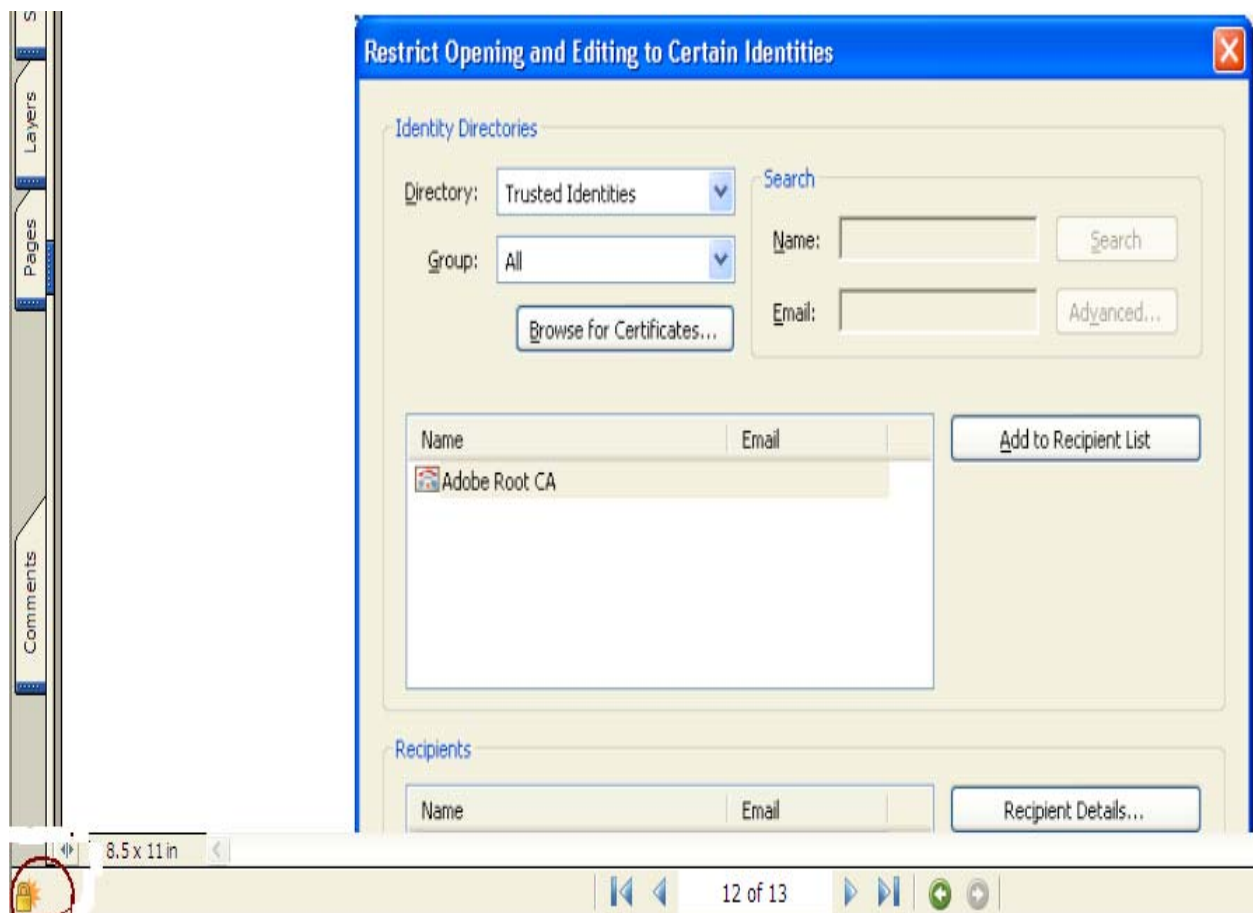 Layers
Pages
Comments
Restrict Opening and Editing to Certain Identities
Identity Directories
Directory: Trusted Identities
Group: All
Browse for Certificates...
Search
Name: Search
Email: Advanced...
Name Email
Adobe Root CA
Add to Recipient List
Recipients
Name Email
Recipient Details...
8.5 x 11 in
12 of 13